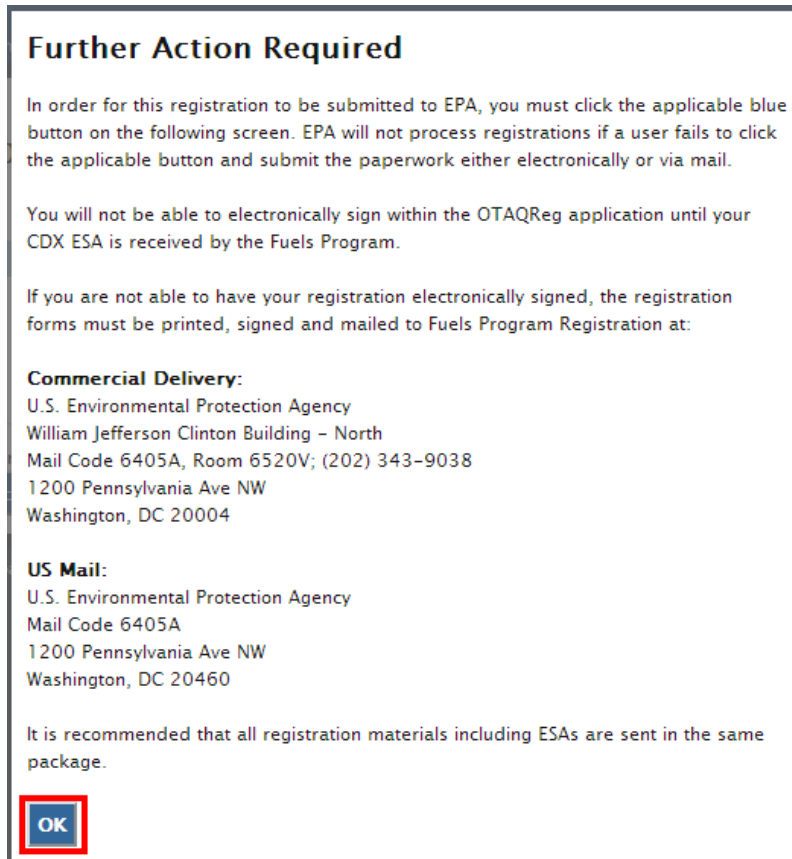 Further Action Required
In order for this registration to be submitted to EPA, you must click the applicable blue
button on the following screen. EPA will not process registrations if a user fails to click
the applicable button and submit the paperwork either electronically or via mail.
You will not be able to electronically sign within the OTAQReg application until your
CDX ESA is received by the Fuels Program.
If you are not able to have your registration electronically signed, the registration
forms must be printed, signed and mailed to Fuels Program Registration at:
Commercial Delivery:
U.S. Environmental Protection Agency
William Jefferson Clinton Building – North
Mail Code 6405A, Room 6520V; (202) 343-9038
1200 Pennsylvania Ave NW
Washington, DC 20004
US Mail:
U.S. Environmental Protection Agency
Mail Code 6405A
1200 Pennsylvania Ave NW
Washington, DC 20460
It is recommended that all registration materials including ESAs are sent in the same
package.
OK